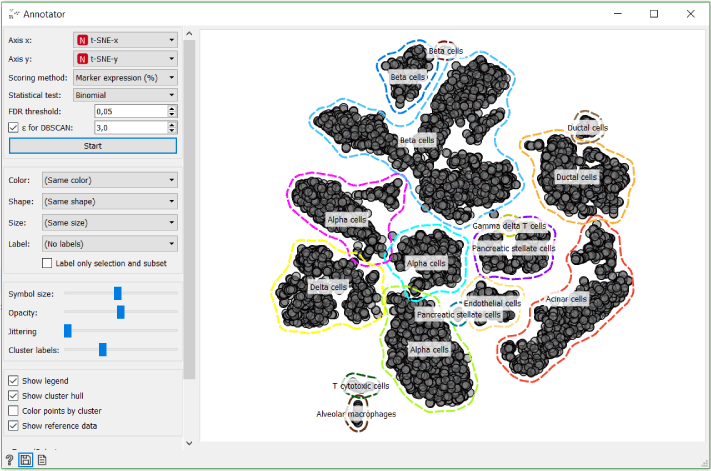 Annotator
Axis x:
N t-SNE-x
Axis y:
N t-SNE-y
Scoring method:
Marker expression (%)
Statistical test:
Binomial
FDR threshold:
0,05
ε for DBSCAN:
3,0
Start
Color:
(Same color)
Shape:
(Same shape)
Size:
(Same size)
Label:
(No labels)
Label only selection and subset
Symbol size:
Opacity:
Jittering
Cluster labels:
Show legend
Show cluster hull
Color points by cluster
Show reference data
Beta cells
Beta cells
Beta cells
Ductal cells
Ductal cells
Alpha cells
Gamma delta T cells
Pancreatic stellate cells
Alpha cells
Delta cells
Endothelial cells
Acinar cells
Pancreatic stellate cells
Alpha cells
T cytotoxic cells
Alveolar macrophages